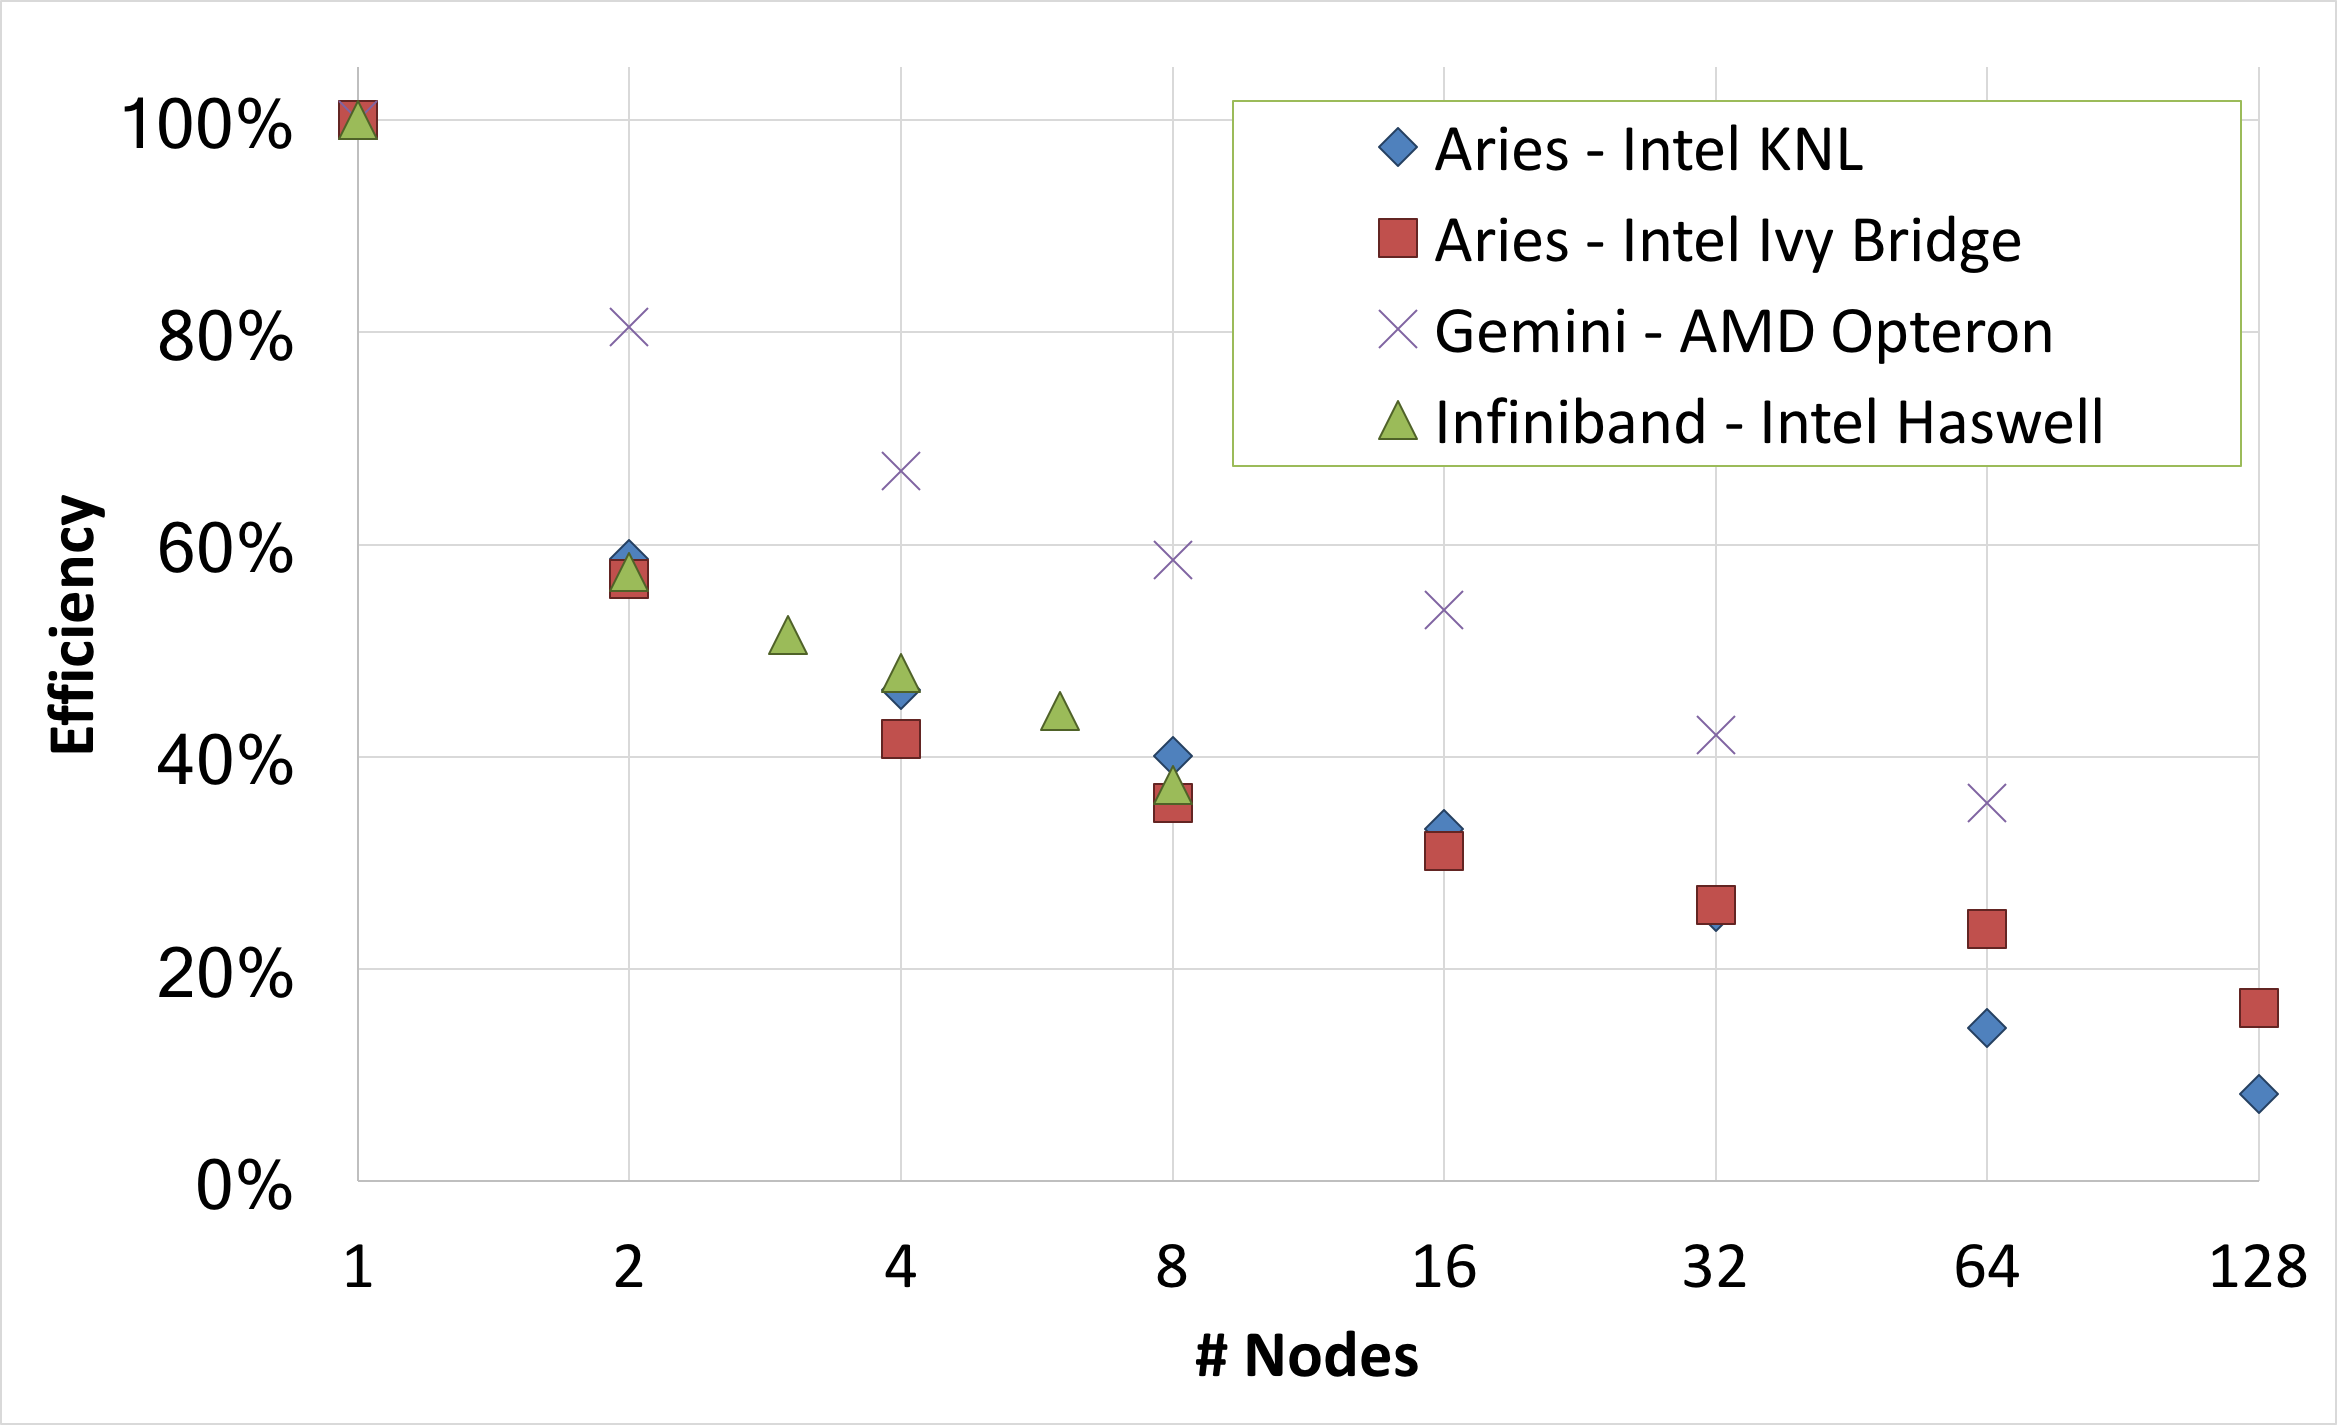 100%
80%
60%
40%
20%
0%
Efficiency
Aries - Intel KNL
Aries - Intel Ivy Bridge
Gemini - AMD Opteron
Infiniband - Intel Haswell
1 2 4 8 16 32 64 128
# Nodes